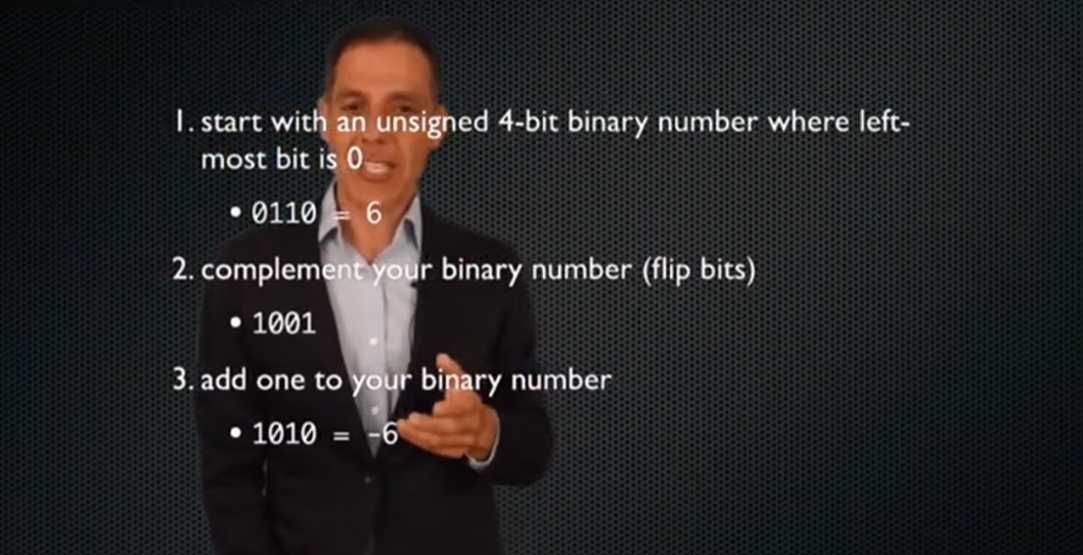 1. start with an unsigned 4-bit binary number where left-
most bit is 0
• 0110 = 6
2. complement your binary number (flip bits)
• 1001
3. add one to your binary number
• 1010 = -6